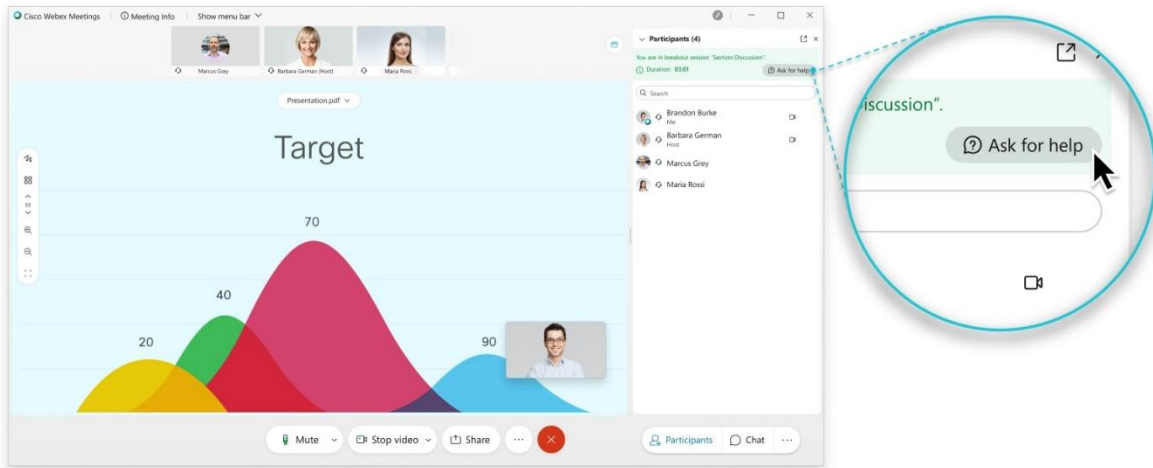 Cisco Webex Meetings
Meeting Info
Show menu bar
Marcus Grey
Barbara German (Host)
Maria Rossi
Presentation.pdf
Target
03
70
40
20
90
Mute
Stop video
Share
Participants (4)
You are in breakout session "Section Discussion".
Duration 03:01
Ask for help
Search
Brandon Burke
Me
Barbara German
Host
Marcus Grey
Maria Rossi
Participants
Chat
iscussion".
Ask for help